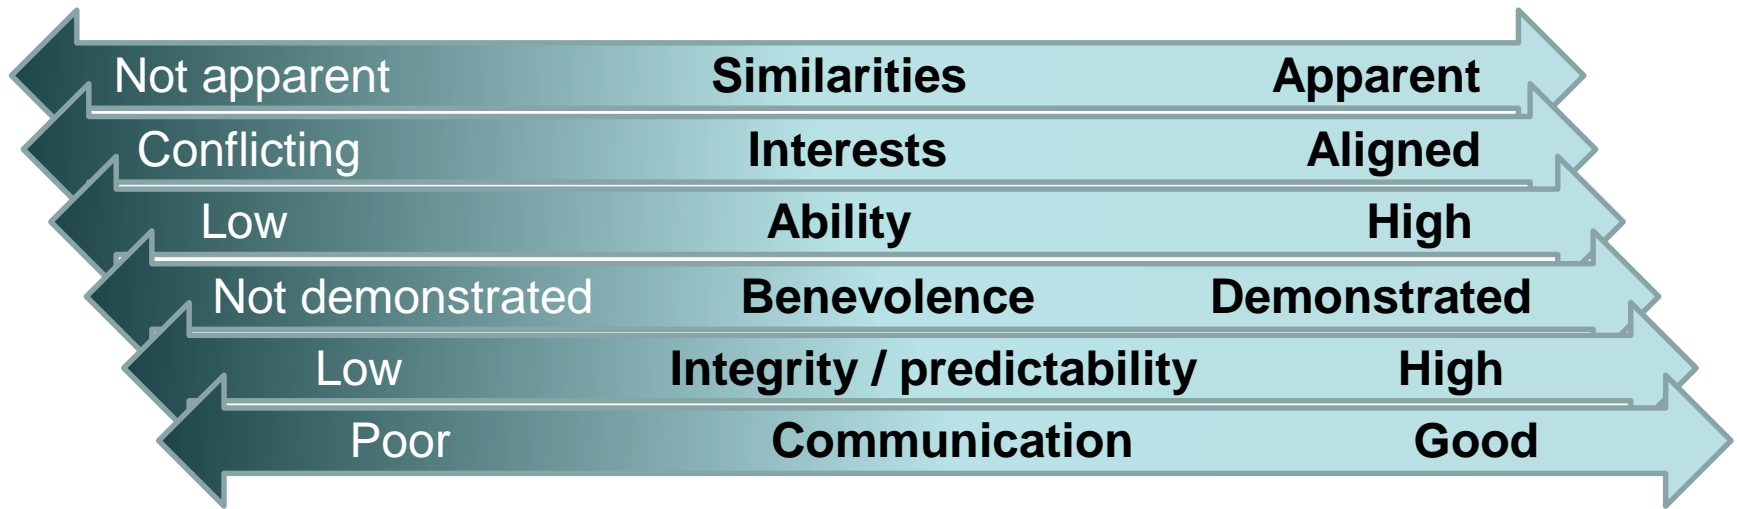 Not apparent Similarities Apparent
Conflicting Interests Aligned
Low Ability High
Not demonstrated Benevolence Demonstrated
Low Integrity / predictability High
Poor Communication Good